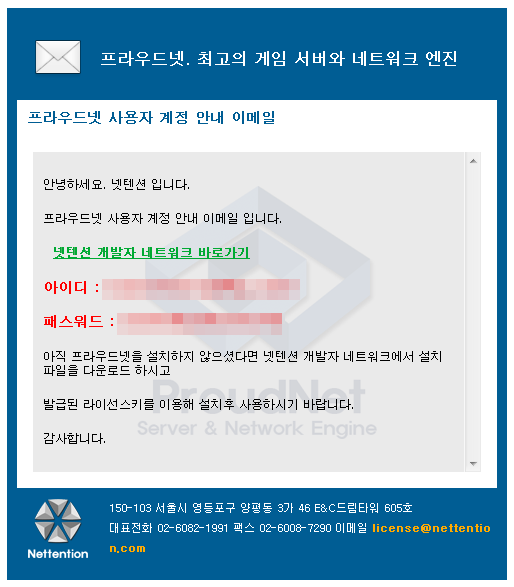 프라우드넷. 최고의 게임 서버와 네트워크 엔진
프라우드넷 사용자 계정 안내 이메일
안녕하세요. 넷텐션 입니다.
프라우드넷 사용자 계정 안내 이메일 입니다.
넷텐션 개발자 네트워크 바로가기
아이디 :
패스워드 :
아직 프라우드넷을 설치하지 않으셨다면 넷텐션 개발자 네트워크에서 설치
파일을 다운로드 하시고
발급된 라이선스키를 이용해 설치후 사용하시기 바랍니다.
감사합니다.
ProudNet
Server & Network Engine
Nettention
150-103 서울시 영등포구 양평동 3가 46 E&C드림타워 605호
대표전화 02-6082-1991 팩스 02-6008-7290 이메일 license@nettentio
n.com